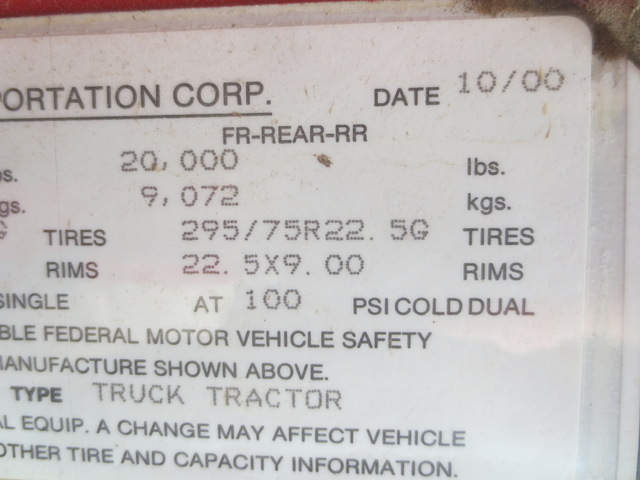 PORTATION CORP. DATE 10/00
FR-REAR-RR
20,000 lbs.
9,072 kgs.
G TIRES 295/75R22.5G TIRES
RIMS 22.5X9.00 RIMS
SINGLE AT 100 PSI COLD DUAL
BLE FEDERAL MOTOR VEHICLE SAFETY
MANUFACTURE SHOWN ABOVE.
TYPE TRUCK TRACTOR
AL EQUIP. A CHANGE MAY AFFECT VEHICLE
OTHER TIRE AND CAPACITY INFORMATION.